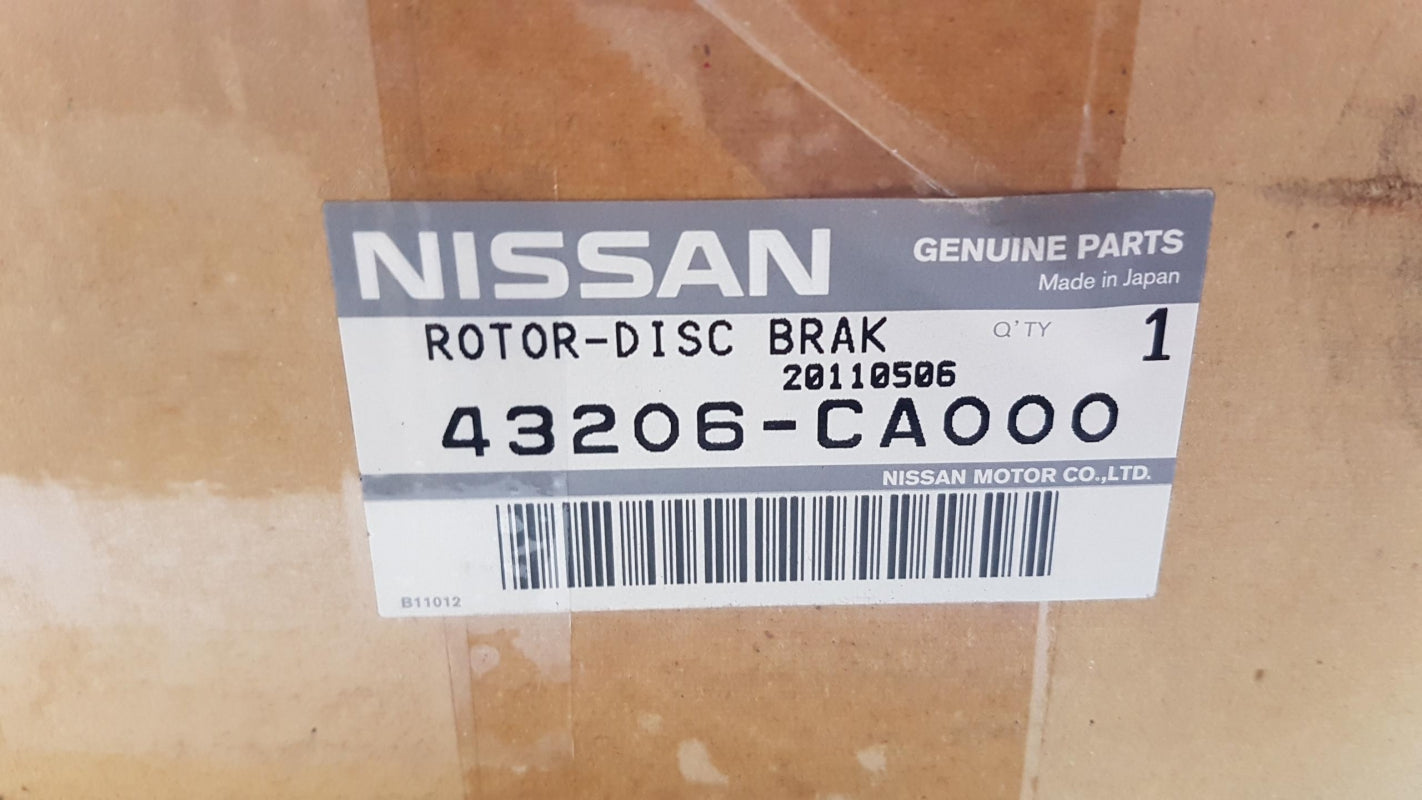 NISSAN GENUINE PARTS
Made in Japan
ROTOR-DISC BRAK Q'TY 1
20110506
43206-CA000
NISSAN MOTOR CO.,LTD.
B11012